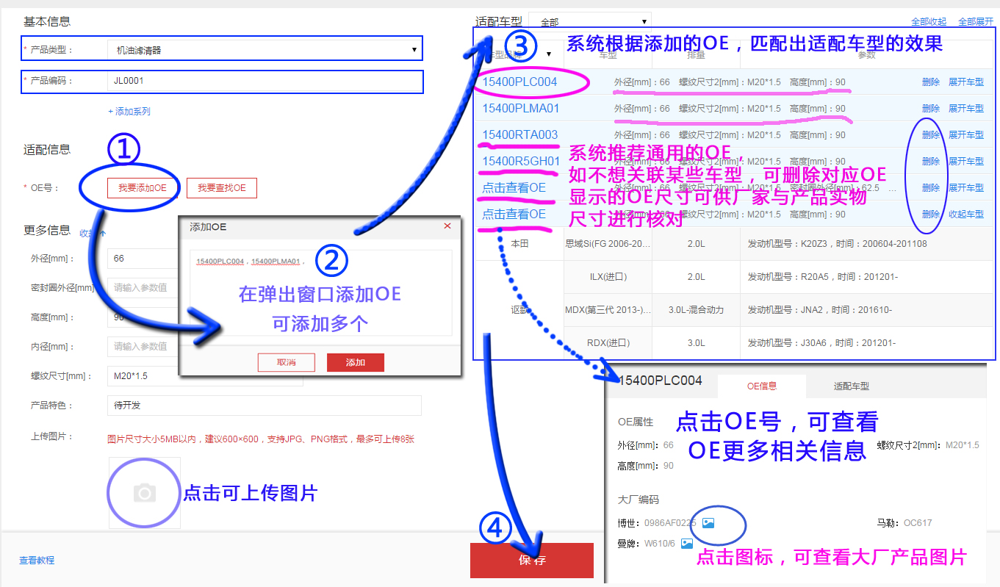 基本信息
* 产品类型：
机油滤清器
* 产品编码：
JL0001
+ 添加系列
适配信息
①
* OE号：
我要添加OE
我要查找OE
更多信息
外径[mm]：
66
密封圈外径[mm]
请输入参数值
高度[mm]：
90
内径[mm]：
请输入参数值
螺纹尺寸[mm]：
M20*1.5
产品特色：
待开发
上传图片：
图片尺寸大小5MB以内，建议600×600，支持JPG、PNG格式，最多可上传8张
点击可上传图片
查看教程
添加OE
×
15400PLC004，15400PLMA01，
②
在弹出窗口添加OE
可添加多个
取消
添加
适配车型
全部
全部收起
全部展开
③
系统根据添加的OE，匹配出适配车型的效果
车型品牌
车型
排量
参数
15400PLC004
外径[mm]：66 螺纹尺寸2[mm]：M20*1.5 高度[mm]：90
删除
展开车型
15400PLMA01
外径[mm]：66 螺纹尺寸2[mm]：M20*1.5 高度[mm]：90
删除
展开车型
15400RTA003
外径[mm]：66 螺纹尺寸2[mm]：M20*1.5 高度[mm]：90
删除
展开车型
15400R5GH01
外径[mm]：66 螺纹尺寸2[mm]：M20*1.5 高度[mm]：90
删除
展开车型
点击查看OE
密封圈外径[mm]：62.5 ...
删除
展开车型
点击查看OE
外径[mm]：66 螺纹尺寸2[mm]：M20*1.5 高度[mm]：90
删除
收起车型
系统推荐通用的OE，
如不想关联某些车型，可删除对应OE
显示的OE尺寸可供厂家与产品实物
尺寸进行核对
本田
思域Si(FG 2006-20...
2.0L
发动机型号：K20Z3，时间：200604-201108
讴歌
ILX(进口)
2.0L
发动机型号：R20A5，时间：201201-
MDX(第三代 2013-)...
3.0L-混合动力
发动机型号：JNA2，时间：201610-
RDX(进口)
3.0L
发动机型号：J30A6，时间：201201-
15400PLC004
OE信息
适配车型
OE属性
点击OE号，可查看
OE更多相关信息
外径[mm]：66
螺纹尺寸2[mm]：M20*1.5
高度[mm]：90
大厂编码
博世：0986AF0225
马勒：OC617
曼牌：W610/6
点击图标，可查看大厂产品图片
④
保存